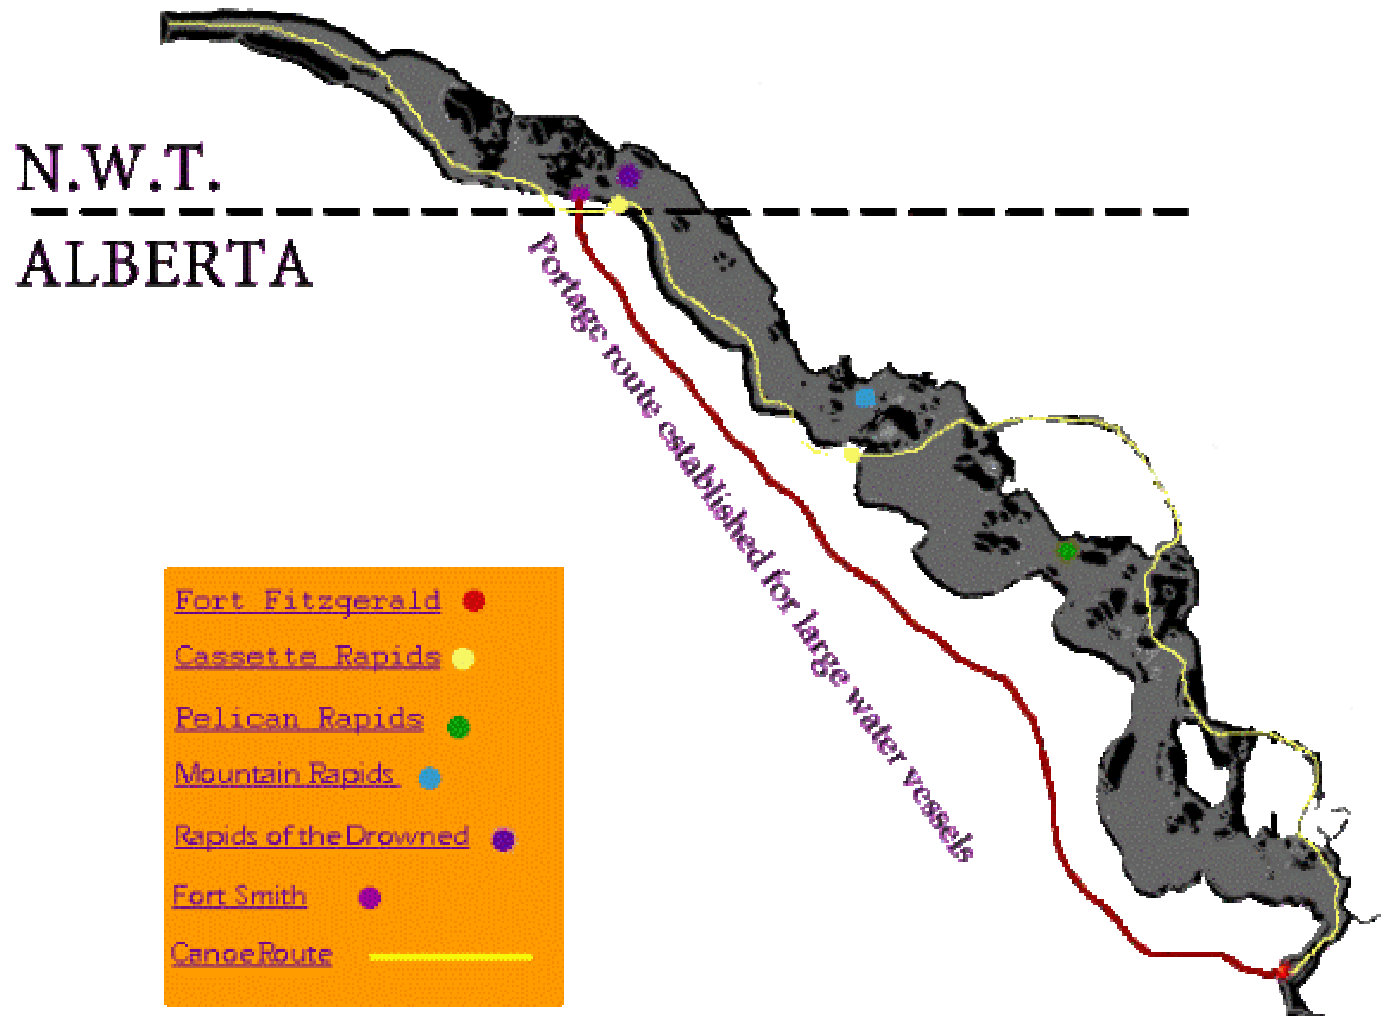 N.W.T.
ALBERTA
Portage route established for large water vessels
Fort Fitzgerald
Cassette Rapids
Pelican Rapids
Mountain Rapids
Rapids of the Drowned
Fort Smith
Canoe Route